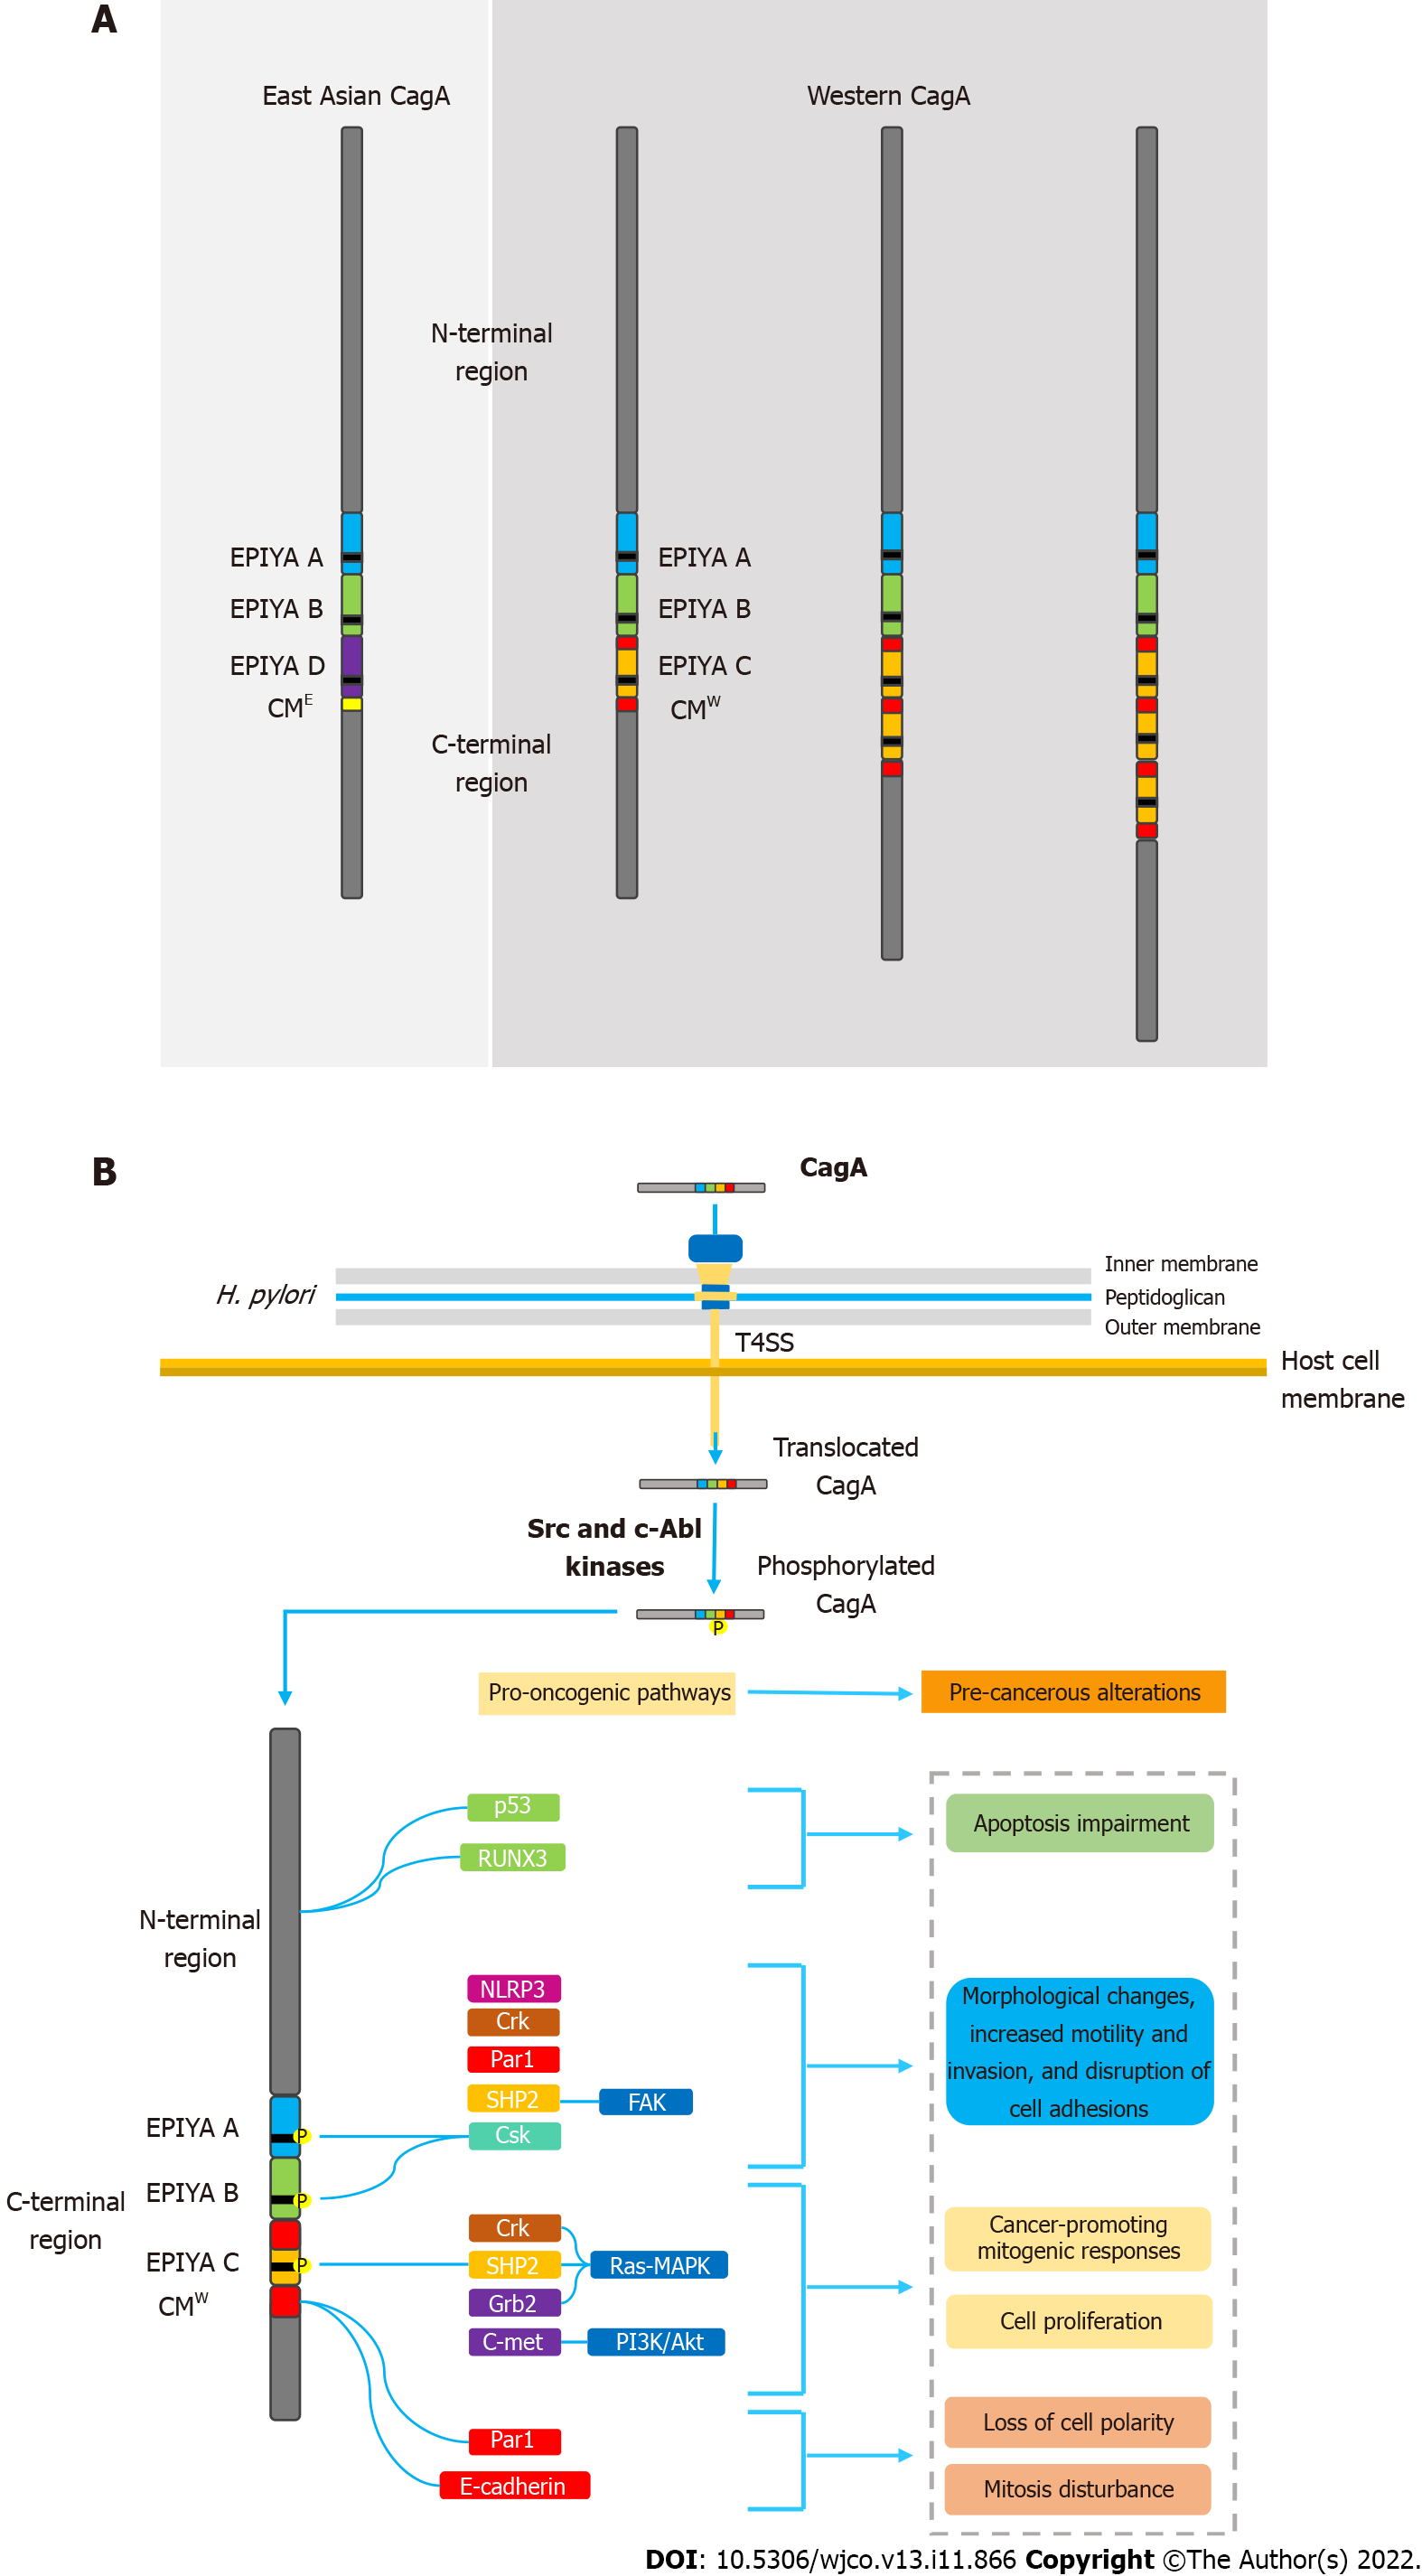 A
East Asian CagA
Western CagA
N-terminal
region
EPIYA A
EPIYA A
EPIYA B
EPIYA B
EPIYA D
EPIYA C
CM^E
CM^W
C-terminal
region
B
CagA
Inner membrane
H. pylori
Peptidoglican
Outer membrane
T4SS
Host cell
membrane
Translocated
CagA
Src and c-Abl
kinases
Phosphorylated
CagA
P
Pro-oncogenic pathways
Pre-cancerous alterations
p53
Apoptosis impairment
RUNX3
N-terminal
region
NLRP3
Crk
Par1
SHP2
FAK
Csk
Morphological changes,
increased motility and
invasion, and disruption of
cell adhesions
EPIYA A
P
EPIYA B
P
C-terminal
region
EPIYA C
P
CM^W
Crk
SHP2
Ras-MAPK
Grb2
C-met
PI3K/Akt
Cancer-promoting
mitogenic responses
Cell proliferation
Par1
E-cadherin
Loss of cell polarity
Mitosis disturbance
DOI: 10.5306/wjco.v13.i11.866 Copyright ©The Author(s) 2022.